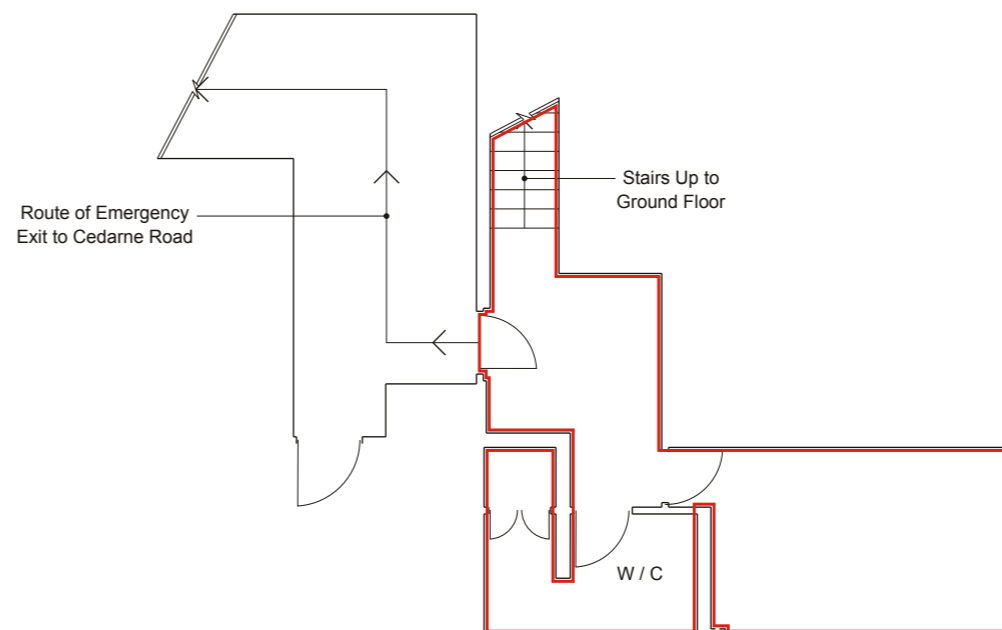 Route of Emergency
Exit to Cedarne Road
Stairs Up to
Ground Floor
W / C